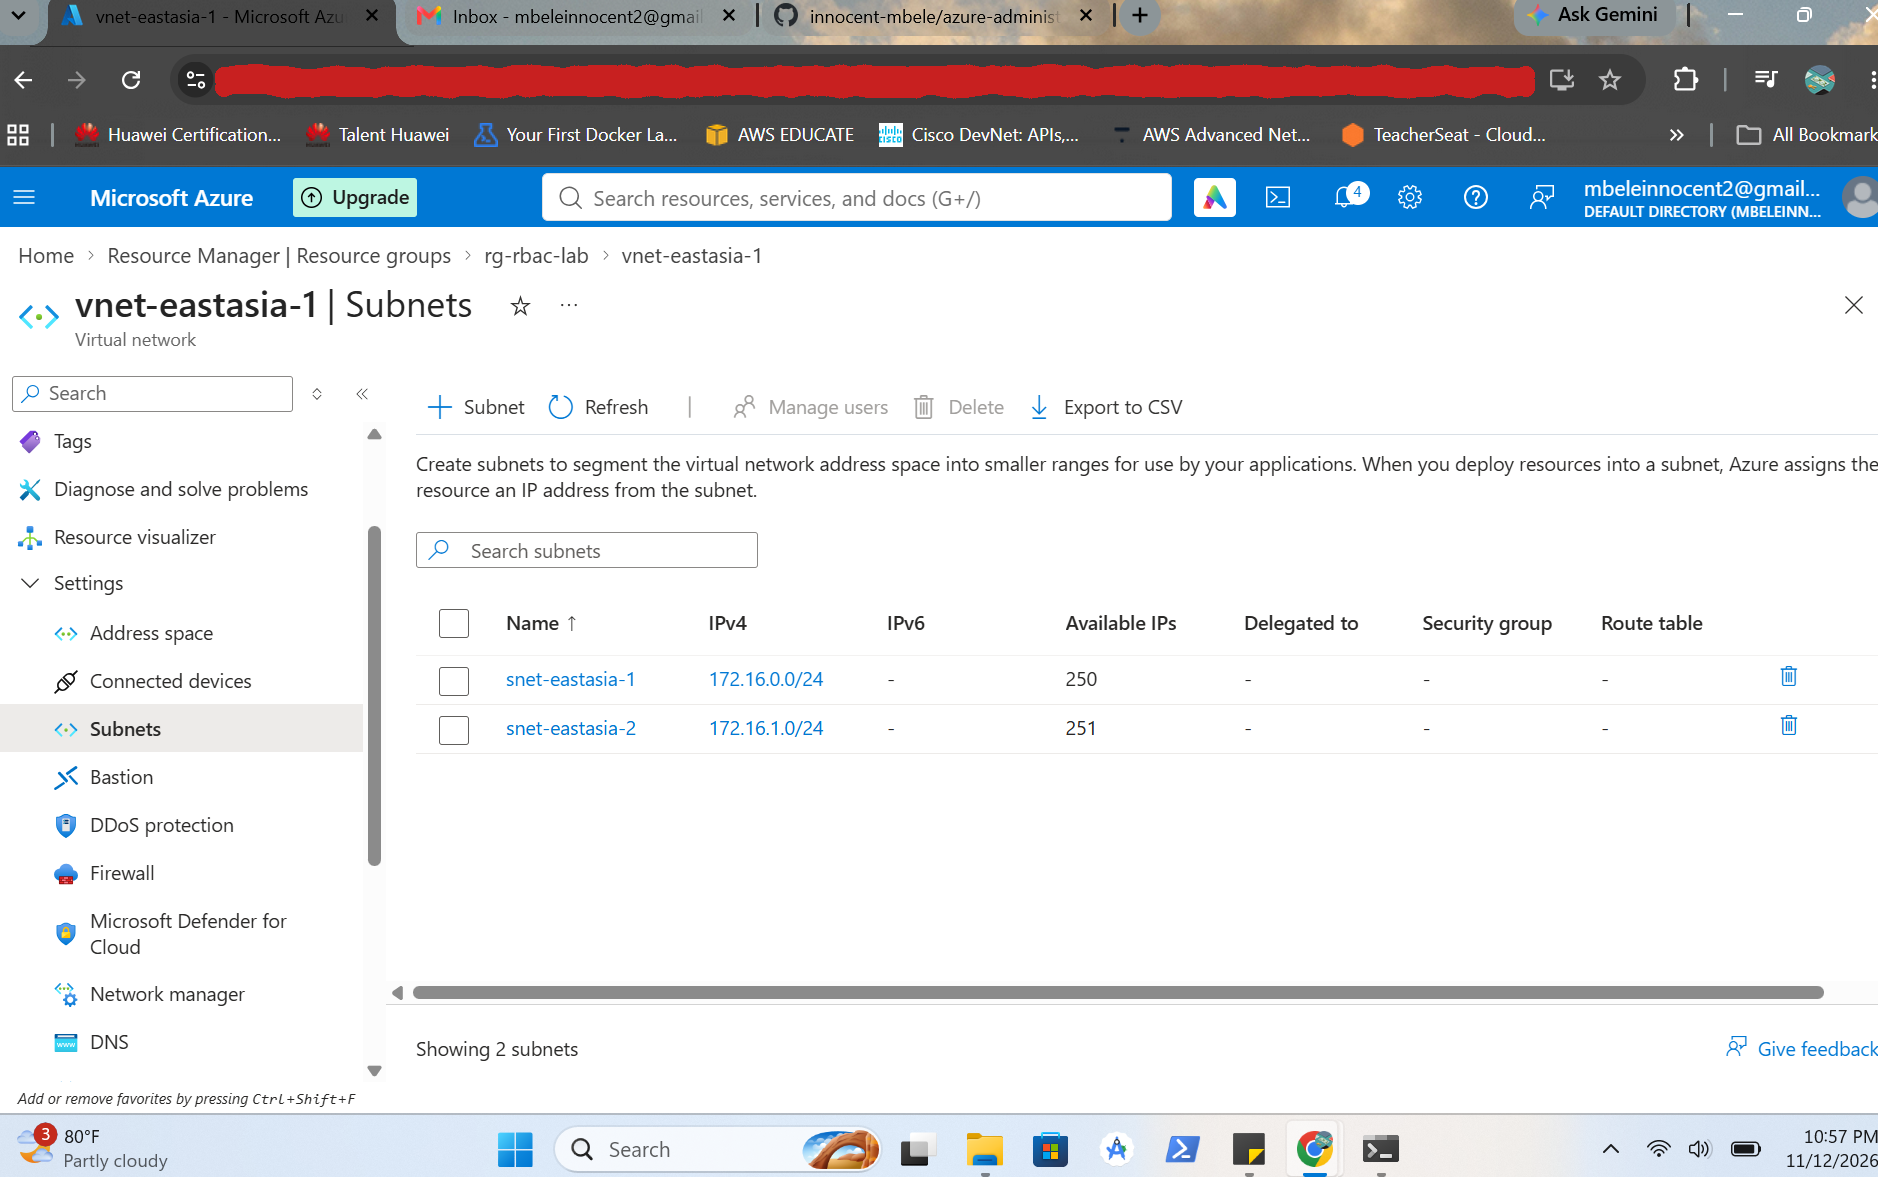 vnet-eastasia-1 - Microsoft Azu
Inbox - mbeleinnocent2@gmail
innocent-mbele/azure-administ
Ask Gemini
Huawei Certification...
Talent Huawei
Your First Docker La...
AWS EDUCATE
Cisco DevNet: APIs,...
AWS Advanced Net...
TeacherSeat - Cloud...
All Bookmark
Microsoft Azure
Upgrade
Search resources, services, and docs (G+/)
4
mbeleinnocent2@gmail...
DEFAULT DIRECTORY (MBELEINN...
Home > Resource Manager | Resource groups > rg-rbac-lab > vnet-eastasia-1
vnet-eastasia-1 | Subnets
Virtual network
Search
Tags
Diagnose and solve problems
Resource visualizer
Settings
Address space
Connected devices
Subnets
Bastion
DDoS protection
Firewall
Microsoft Defender for
Cloud
Network manager
DNS
Add or remove favorites by pressing Ctrl+Shift+F
Subnet
Refresh
Manage users
Delete
Export to CSV
Create subnets to segment the virtual network address space into smaller ranges for use by your applications. When you deploy resources into a subnet, Azure assigns the
resource an IP address from the subnet.
Search subnets
Name ↑ IPv4 IPv6 Available IPs Delegated to Security group Route table
snet-eastasia-1 172.16.0.0/24 - 250 - - -
snet-eastasia-2 172.16.1.0/24 - 251 - - -
Showing 2 subnets
Give feedback
3
80°F
Partly cloudy
Search
10:57 PM
11/12/2026